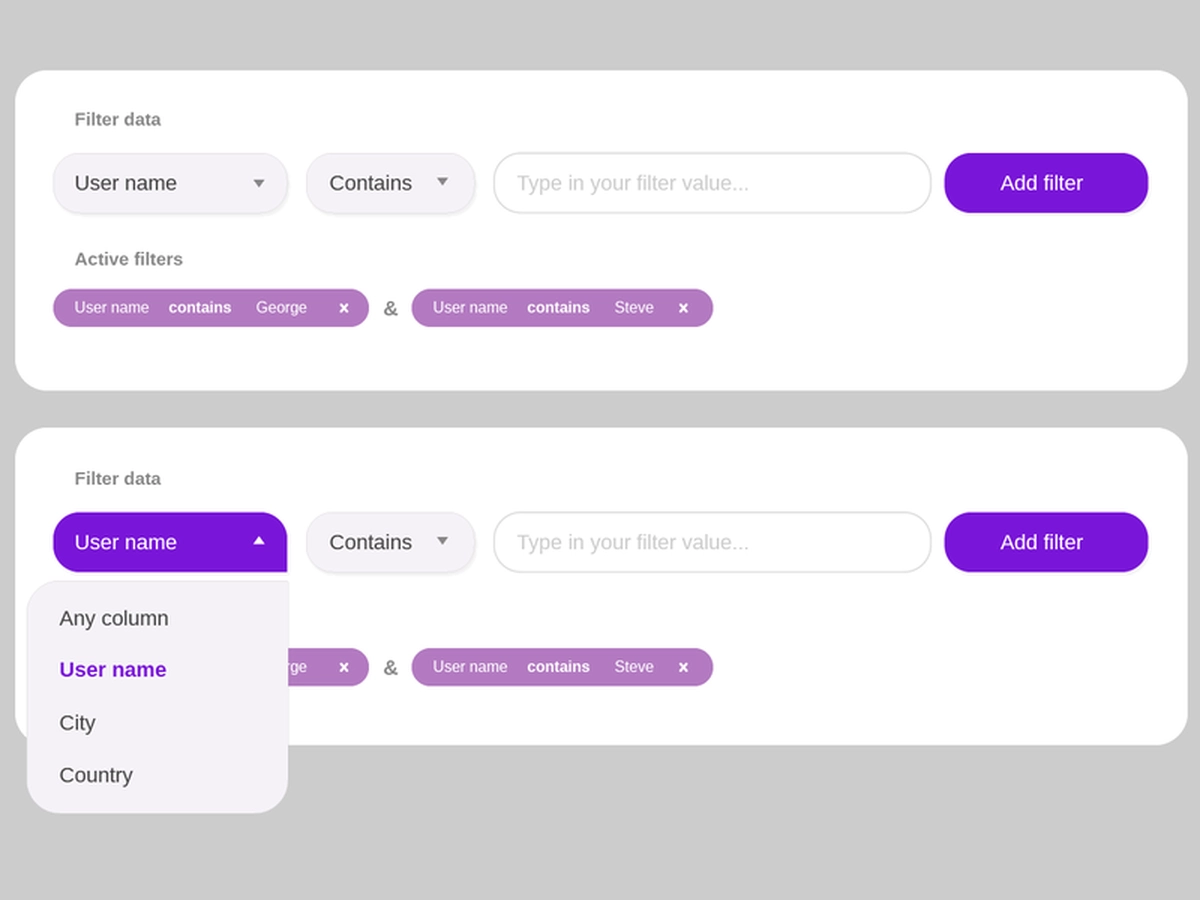 Filter data
User name Contains Type in your filter value... Add filter
Active filters
User name contains George x & User name contains Steve x
Filter data
User name Contains Type in your filter value... Add filter
Any column
rge x & User name contains Steve x
User name
City
Country